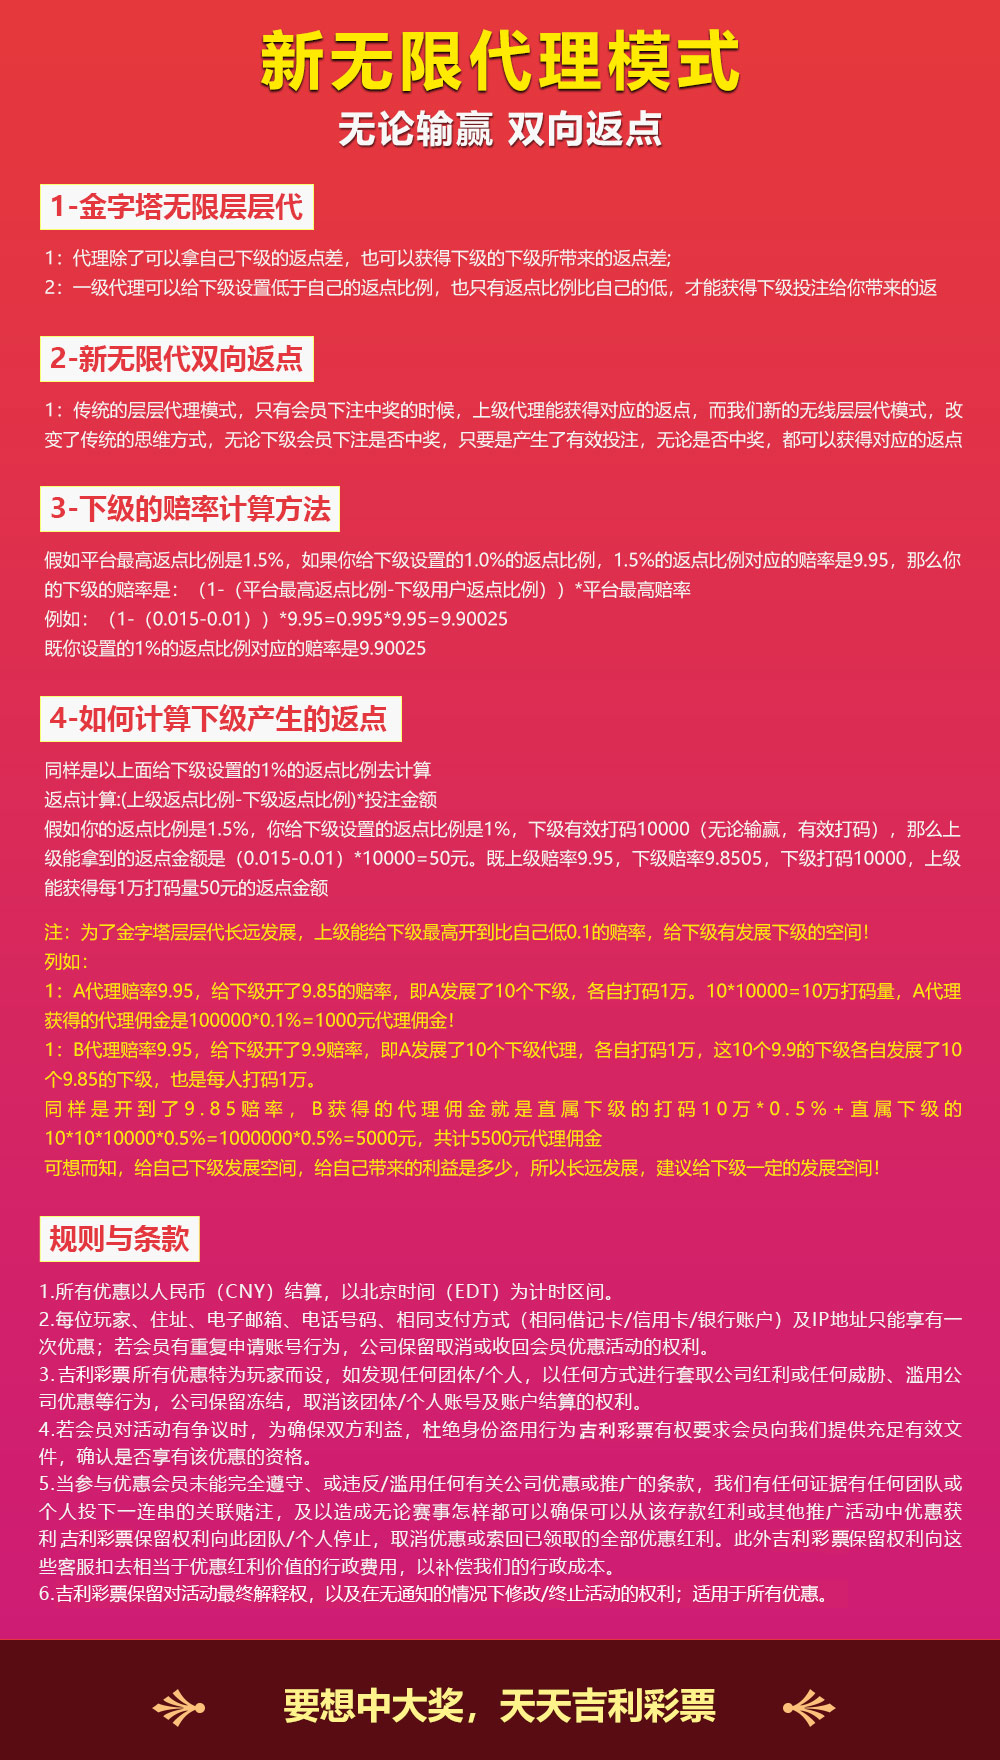 新无限代理模式
无论输赢 双向返点
1-金字塔无限层层代
1：代理除了可以拿自己下级的返点差，也可以获得下级的下级所带来的返点差;
2：一级代理可以给下级设置低于自己的返点比例，也只有返点比例比自己的低，才能获得下级投注给你带来的返
2-新无限代双向返点
1：传统的层层代理模式，只有会员下注中奖的时候，上级代理能获得对应的返点，而我们新的无线层层代模式，改
变了传统的思维方式，无论下级会员下注是否中奖，只要是产生了有效投注，无论是否中奖，都可以获得对应的返点
3-下级的赔率计算方法
假如平台最高返点比例是1.5%，如果你给下级设置的1.0%的返点比例，1.5%的返点比例对应的赔率是9.95，那么你
的下级的赔率是：（1-（平台最高返点比例-下级用户返点比例））*平台最高赔率
例如：（1-（0.015-0.01））*9.95=0.995*9.95=9.90025
既你设置的1%的返点比例对应的赔率是9.90025
4-如何计算下级产生的返点
同样是以上面给下级设置的1%的返点比例去计算
返点计算:(上级返点比例-下级返点比例)*投注金额
假如你的返点比例是1.5%，你给下级设置的返点比例是1%，下级有效打码10000（无论输赢，有效打码），那么上
级能拿到的返点金额是（0.015-0.01）*10000=50元。既上级赔率9.95，下级赔率9.8505，下级打码10000，上级
能获得每1万打码量50元的返点金额
注：为了金字塔层层代长远发展，上级能给下级最高开到比自己低0.1的赔率，给下级有发展下级的空间！
列如：
1：A代理赔率9.95，给下级开了9.85的赔率，即A发展了10个下级，各自打码1万。10*10000=10万打码量，A代理
获得的代理佣金是100000*0.1%=1000元代理佣金！
1：B代理赔率9.95，给下级开了9.9赔率，即A发展了10个下级代理，各自打码1万，这10个9.9的下级各自发展了10
个9.85的下级，也是每人打码1万。
同样是开到了9.85赔率，B获得的代理佣金就是直属下级的打码10万*0.5%+直属下级的
10*10*10000*0.5%=1000000*0.5%=5000元，共计5500元代理佣金
可想而知，给自己下级发展空间，给自己带来的利益是多少，所以长远发展，建议给下级一定的发展空间！
规则与条款
1.所有优惠以人民币（CNY）结算，以北京时间（EDT）为计时区间。
2.每位玩家、住址、电子邮箱、电话号码、相同支付方式（相同借记卡/信用卡/银行账户）及IP地址只能享有一
次优惠；若会员有重复申请账号行为，公司保留取消或收回会员优惠活动的权利。
3.吉利彩票所有优惠特为玩家而设，如发现任何团体/个人，以任何方式进行套取公司红利或任何威胁、滥用公
司优惠等行为，公司保留冻结，取消该团体/个人账号及账户结算的权利。
4.若会员对活动有争议时，为确保双方利益，杜绝身份盗用行为,吉利彩票有权要求会员向我们提供充足有效文
件，确认是否享有该优惠的资格。
5.当参与优惠会员未能完全遵守、或违反/滥用任何有关公司优惠或推广的条款，我们有任何证据有任何团队或
个人投下一连串的关联赌注，及以造成无论赛事怎样都可以确保可以从该存款红利或其他推广活动中优惠获
利,吉利彩票保留权利向此团队/个人停止，取消优惠或索回已领取的全部优惠红利。此外吉利彩票保留权利向这
些客服扣去相当于优惠红利价值的行政费用，以补偿我们的行政成本。
6.吉利彩票保留对活动最终解释权，以及在无通知的情况下修改/终止活动的权利；适用于所有优惠。
要想中大奖，天天吉利彩票